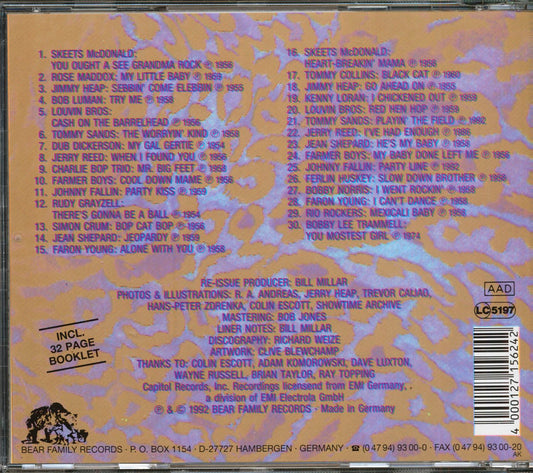 1. SKEETS McDONALD:
YOU OUGHT A SEE GRANDMA ROCK ℗ 1956
2. ROSE MADDOX: MY LITTLE BABY ℗ 1959
3. JIMMY HEAP: SEBBIN' COME ELEBBIN ℗ 1955
4. BOB LUMAN: TRY ME ℗ 1958
5. LOUVIN BROS:
CASH ON THE BARRELHEAD ℗ 1956
6. TOMMY SANDS: THE WORRYIN' KIND ℗ 1958
7. DUB DICKERSON: MY GAL GERTIE ℗ 1954
8. JERRY REED: WHEN I FOUND YOU ℗ 1956
9. CHARLIE BOP TRIO: MR. BIG FEET ℗ 1958
10. FARMER BOYS: COOL DOWN MAME ℗ 1956
11. JOHNNY FALLIN: PARTY KISS ℗ 1959
12. RUDY GRAYZELL:
THERE'S GONNA BE A BALL ℗ 1954
13. SIMON CRUM: BOP CAT BOP ℗ 1956
14. JEAN SHEPARD: JEOPARDY ℗ 1959
15. FARON YOUNG: ALONE WITH YOU ℗ 1958
16. SKEETS McDONALD:
HEART-BREAKIN' MAMA ℗ 1956
17. TOMMY COLLINS: BLACK CAT ℗ 1960
18. JIMMY HEAP: GO AHEAD ON ℗ 1955
19. KENNY LORAN: I CHICKENED OUT ℗ 1959
20. LOUVIN BROS: RED HEN HOP ℗ 1959
21. TOMMY SANDS: PLAYIN' THE FIELD ℗ 1992
22. JERRY REED: I'VE HAD ENOUGH ℗ 1986
23. JEAN SHEPARD: HE'S MY BABY ℗ 1958
24. FARMER BOYS: MY BABY DONE LEFT ME ℗ 1956
25. JOHNNY FALLIN: PARTY LINE ℗ 1992
26. FERLIN HUSKEY: SLOW DOWN BROTHER ℗ 1956
27. BOBBY NORRIS: I WENT ROCKIN' ℗ 1958
28. FARON YOUNG: I CAN'T DANCE ℗ 1958
29. RIO ROCKERS: MEXICALI BABY ℗ 1958
30. BOBBY LEE TRAMMELL:
YOU MOSTEST GIRL ℗ 1974
RE-ISSUE PRODUCER: BILL MILLAR
PHOTOS & ILLUSTRATIONS: R. A. ANDREAS, JERRY HEAP, TREVOR CAJIAO,
HANS-PETER ZDRENKA, COLIN ESCOTT, SHOWTIME ARCHIVE
MASTERING: BOB JONES
LINER NOTES: BILL MILLAR
DISCOGRAPHY: RICHARD WEIZE
ARTWORK: CLIVE BLEWCHAMP
THANKS TO: COLIN ESCOTT, ADAM KOMOROWSKI, DAVE LUXTON,
WAYNE RUSSELL, BRIAN TAYLOR, RAY TOPPING
Capitol Records, Inc. Recordings licensend from EMI Germany, .
a division of EMI Electrola GmbH
℗ & © 1992 BEAR FAMILY RECORDS - Made in Germany
INCL.
32 PAGE
BOOKLET
AAD
LC 5197
4 000127 156242
BEAR FAMILY RECORDS · P. O. BOX 1154 · D-27727 HAMBERGEN · GERMANY · ☎ (0 47 94) 93 00-0 · FAX (0 47 94) 93 00-20
AK